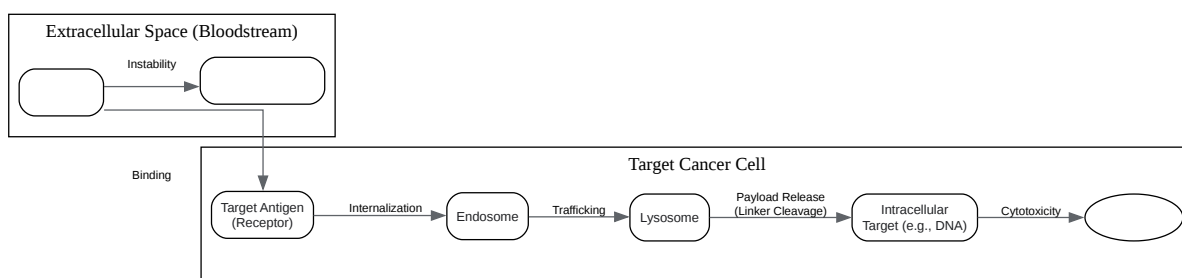 Extracellular Space (Bloodstream)
Instability
Binding
Target Cancer Cell
Target Antigen
(Receptor)
Internalization
Endosome
Trafficking
Lysosome
Payload Release
(Linker Cleavage)
Intracellular
Target (e.g., DNA)
Cytotoxicity